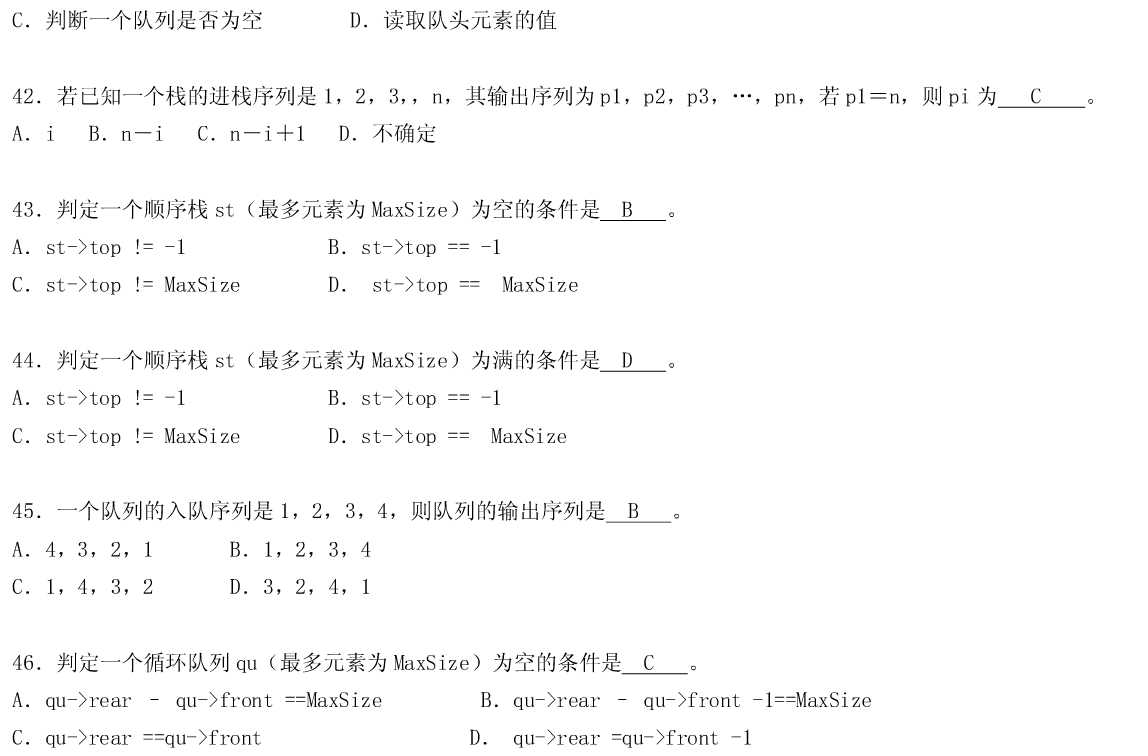 C．判断一个队列是否为空 D．读取队头元素的值
42．若已知一个栈的进栈序列是 1，2，3，，n，其输出序列为 p1，p2，p3，…，pn，若 p1＝n，则 pi 为 C 。
A．i B．n－i C．n－i＋1 D．不确定
43．判定一个顺序栈 st（最多元素为 MaxSize）为空的条件是 B 。
A．st->top != -1 B．st->top == -1
C．st->top != MaxSize D． st->top == MaxSize
44．判定一个顺序栈 st（最多元素为 MaxSize）为满的条件是 D 。
A．st->top != -1 B．st->top == -1
C．st->top != MaxSize D．st->top == MaxSize
45．一个队列的入队序列是 1，2，3，4，则队列的输出序列是 B 。
A．4，3，2，1 B．1，2，3，4
C．1，4，3，2 D．3，2，4，1
46．判定一个循环队列 qu（最多元素为 MaxSize）为空的条件是 C 。
A．qu->rear – qu->front ==MaxSize B．qu->rear – qu->front -1==MaxSize
C．qu->rear ==qu->front D． qu->rear =qu->front -1